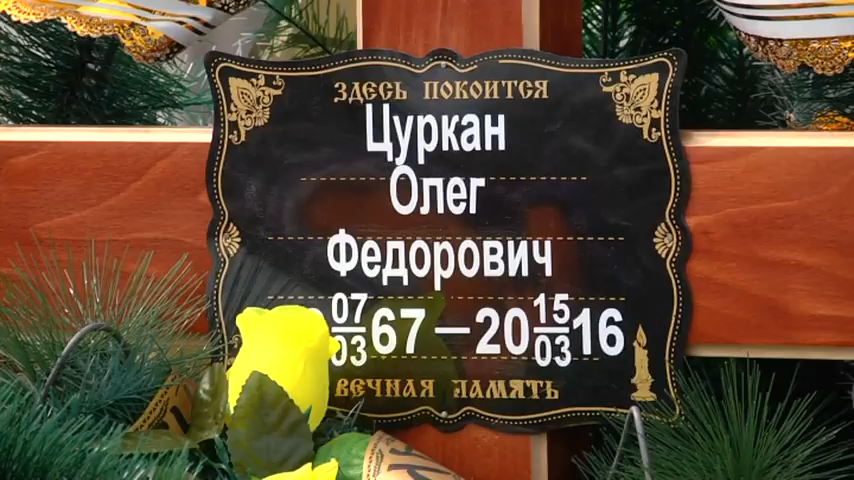 ЗДЕСЬ ПОКОИТСЯ
Цуркан
Олег
Федорович
07/03 67 — 20 15/03 16
ВЕЧНАЯ ПАМЯТЬ